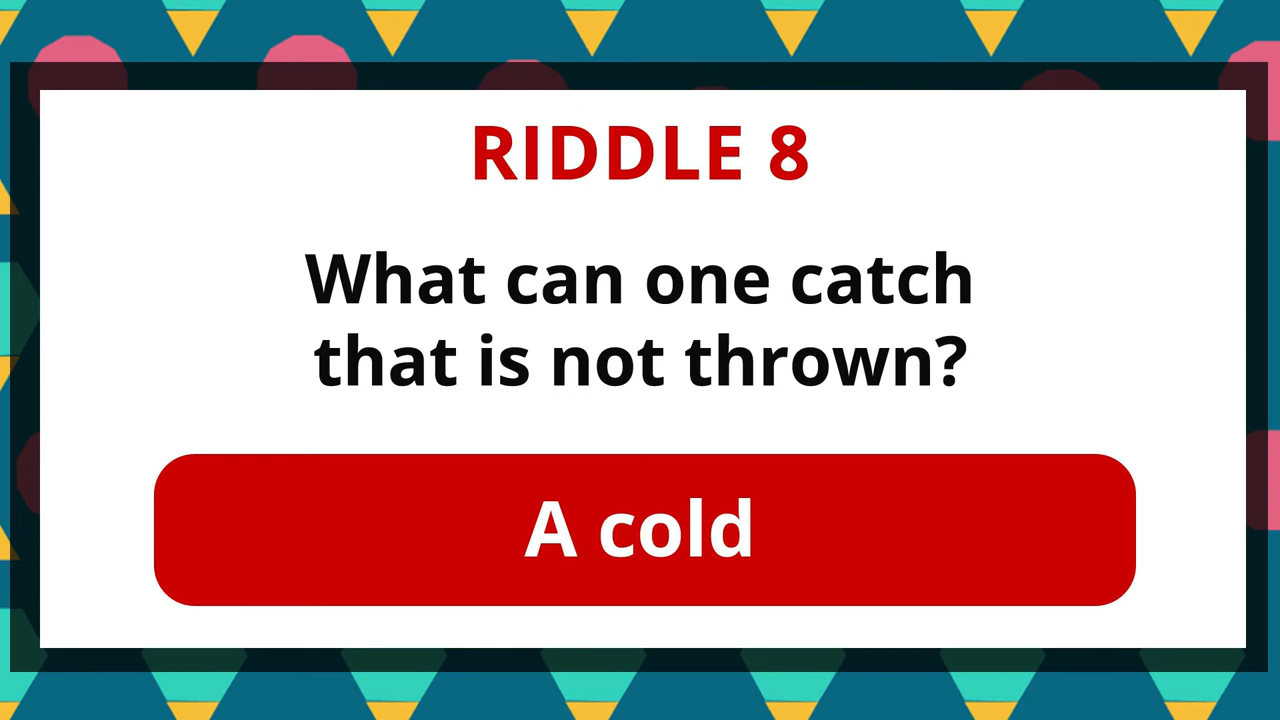 RIDDLE 8
What can one catch
that is not thrown?
A cold